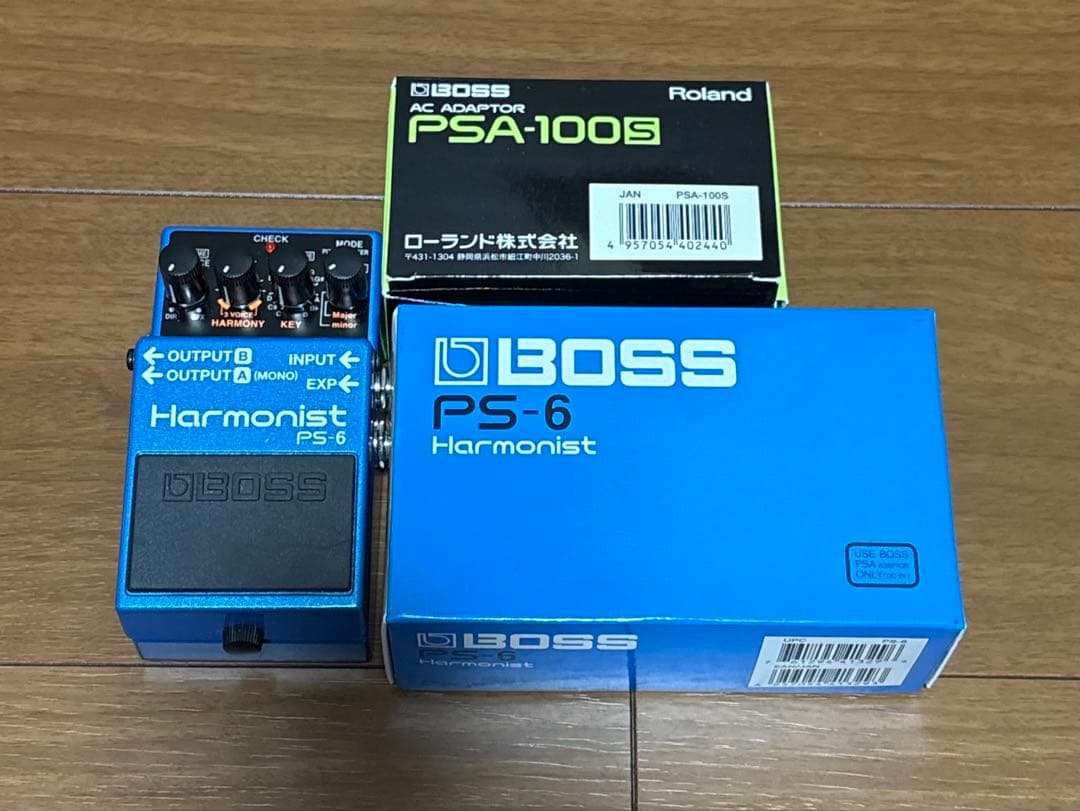 BOSS
Roland
AC ADAPTOR
PSA-100S
JAN PSA-100S
4 957054 402440
ローランド株式会社
〒431-1304 静岡県浜松市細江町中川2036-1
CHECK
MODE
3 VOICE
HARMONY
KEY
Major
minor
OUTPUT B
INPUT
OUTPUT A (MONO)
EXP
Harmonist
PS-6
BOSS
BOSS
PS-6
Harmonist
USE BOSS
PSA ADAPTOR
ONLY
BOSS
PS-6
Harmonist
UPC PS-6